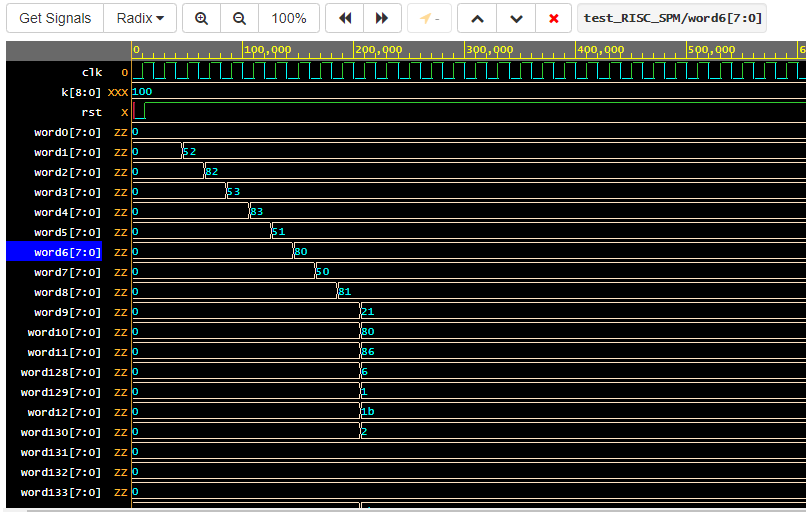 Get Signals Radix 100% - test_RISC_SPM/word6[7:0]
0 100,000 200,000 300,000 400,000 500,000 6
clk 0
k[8:0] XXX 100
rst X
word0[7:0] ZZ 0
word1[7:0] ZZ 0 52
word2[7:0] ZZ 0 82
word3[7:0] ZZ 0 53
word4[7:0] ZZ 0 83
word5[7:0] ZZ 0 51
word6[7:0] ZZ 0 80
word7[7:0] ZZ 0 50
word8[7:0] ZZ 0 81
word9[7:0] ZZ 0 21
word10[7:0] ZZ 0 80
word11[7:0] ZZ 0 86
word128[7:0] ZZ 0 6
word129[7:0] ZZ 0 1
word12[7:0] ZZ 0 1b
word130[7:0] ZZ 0 2
word131[7:0] ZZ 0
word132[7:0] ZZ 0
word133[7:0] ZZ 0